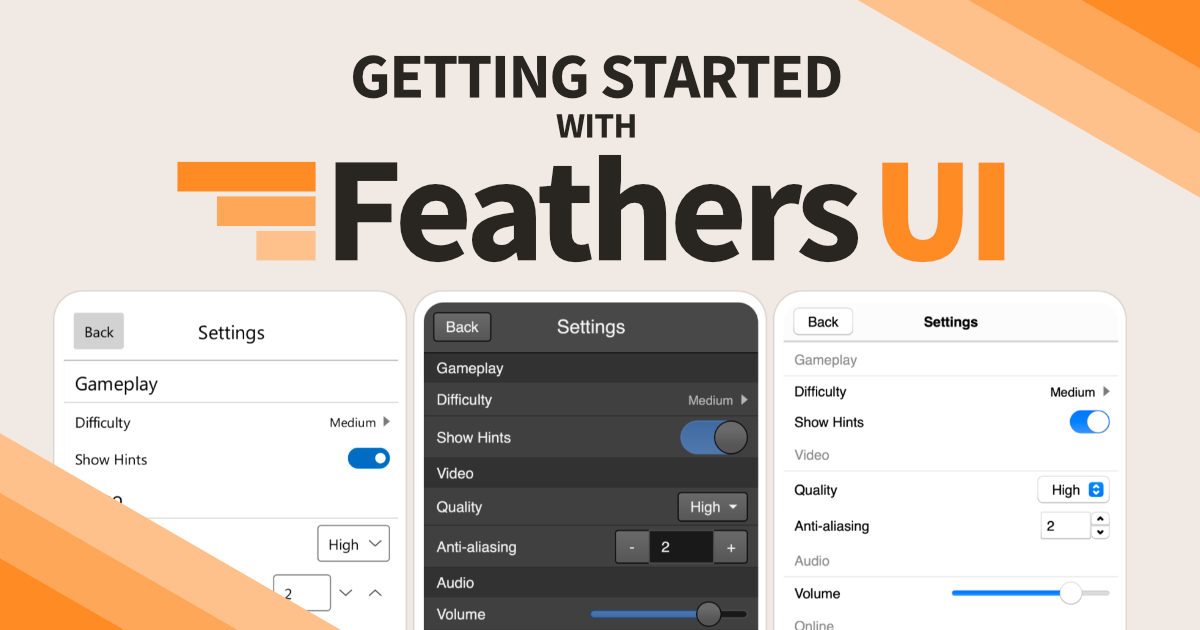 GETTING STARTED
WITH
Feathers UI
Back
Settings
Gameplay
Difficulty
Medium
Show Hints
High
2
Back
Settings
Gameplay
Difficulty
Medium
Show Hints
Video
Quality
High
Anti-aliasing
-
2
+
Audio
Volume
Back
Settings
Gameplay
Difficulty
Medium
Show Hints
Video
Quality
High
Anti-aliasing
2
Audio
Volume
Online